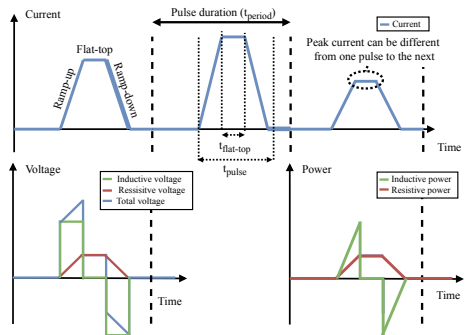 Current
Pulse duration (tperiod)
Current
Flat-top
Ramp-up
Ramp-down
Peak current can be different
from one pulse to the next
Time
tflat-top
tpulse
Voltage
Inductive voltage
Ressisitve voltage
Total voltage
Time
Power
Inductive power
Resistive power
Time